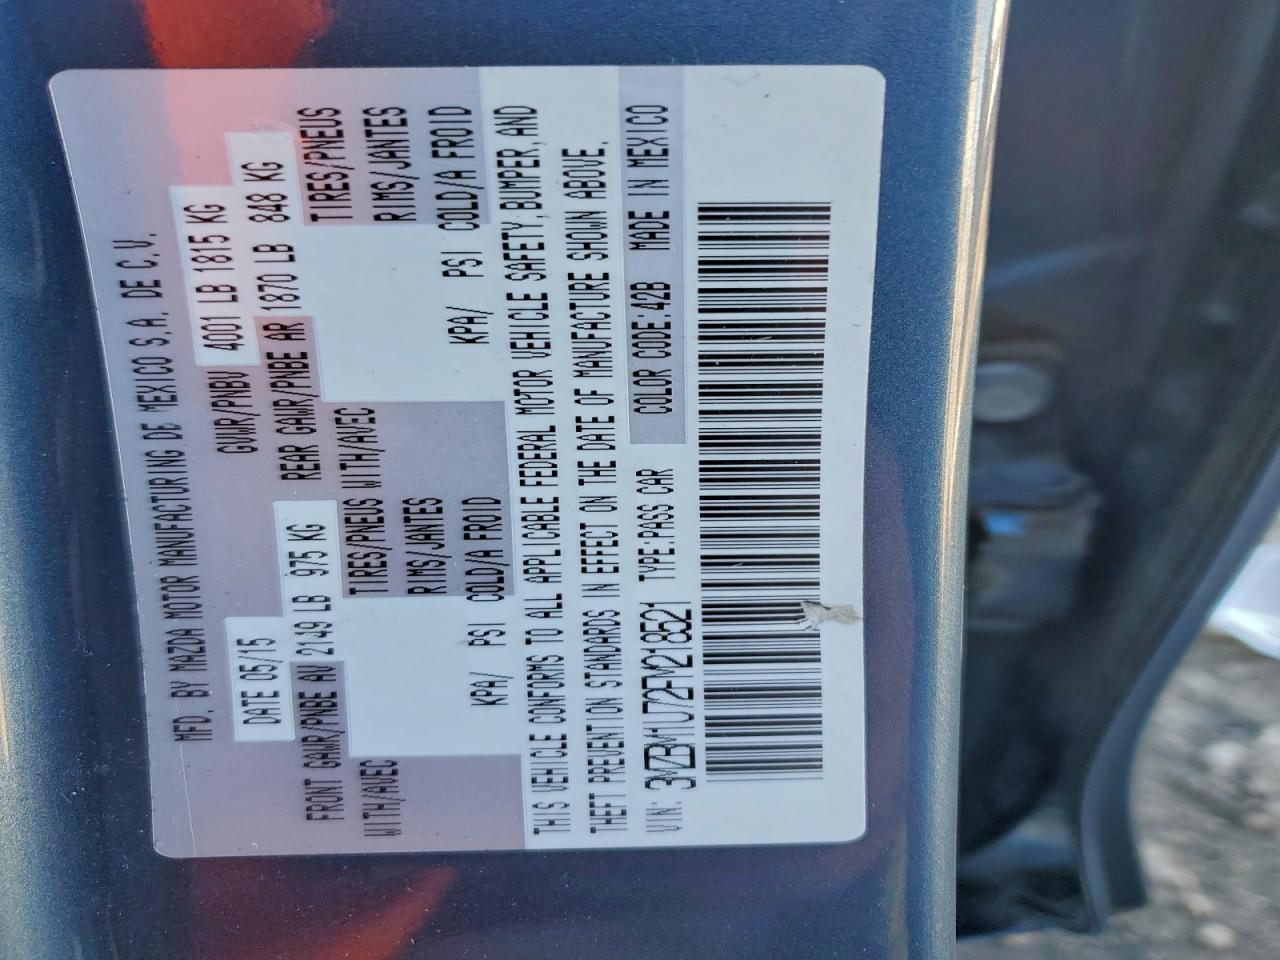 MFD. BY MAZDA MOTOR MANUFACTURING DE MEXICO S.A. DE C.V.
DATE 05/15 GVWR/PNBV 4001 LB 1815 KG
FRONT GAWR/PNBE AV 2149 LB 975 KG REAR GAWR/PNBE AR 1870 LB 848 KG
WITH/AVEC TIRES/PNEUS WITH/AVEC TIRES/PNEUS
RIMS/JANTES RIMS/JANTES
KPA/ PSI COLD/A FROID KPA/ PSI COLD/A FROID
THIS VEHICLE CONFORMS TO ALL APPLICABLE FEDERAL MOTOR VEHICLE SAFETY, BUMPER, AND
THEFT PREVENTION STANDARDS IN EFFECT ON THE DATE OF MANUFACTURE SHOWN ABOVE.
VIN: 3MZBM1U72FM218521 TYPE:PASS CAR COLOR CODE:42B MADE IN MEXICO